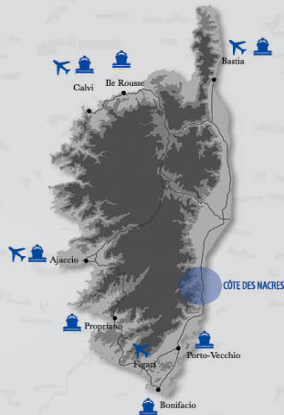 Bastia
Ile Rousse
Calvi
Ajaccio
CÔTE DES NACRES
Propriano
Porto-Vecchio
Figari
Bonifacio